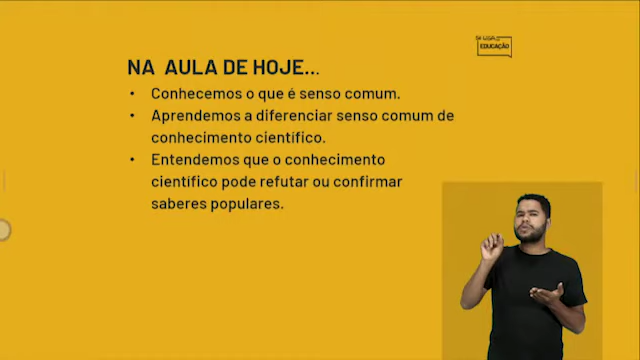 EDUCAÇÃO
NA AULA DE HOJE...
• Conhecemos o que é senso comum.
• Aprendemos a diferenciar senso comum de
conhecimento científico.
• Entendemos que o conhecimento
científico pode refutar ou confirmar
saberes populares.